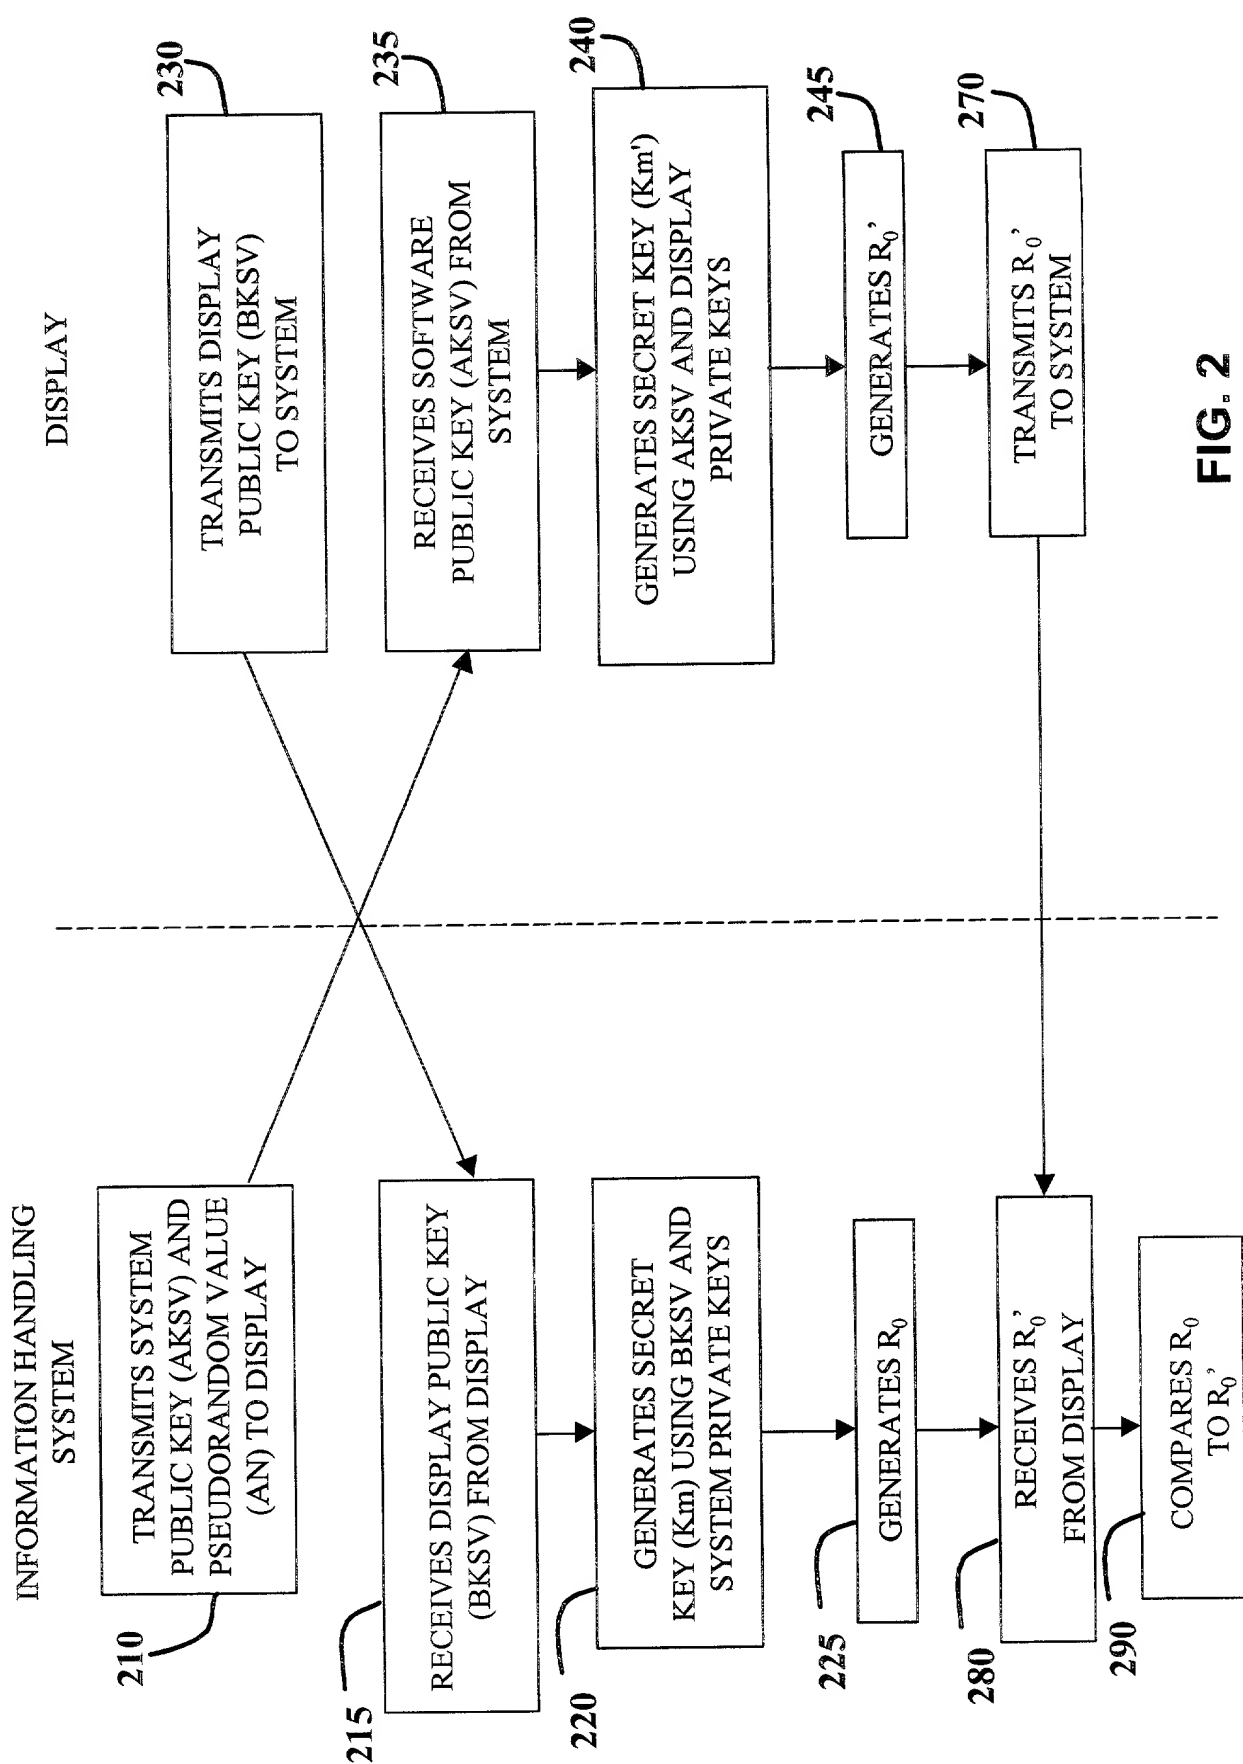 INFORMATION HANDLING
SYSTEM
DISPLAY
210
TRANSMITS SYSTEM
PUBLIC KEY (AKSV) AND
PSEUDORANDOM VALUE
(AN) TO DISPLAY
230
TRANSMITS DISPLAY
PUBLIC KEY (BKSV)
TO SYSTEM
215
RECEIVES DISPLAY PUBLIC KEY
(BKSV) FROM DISPLAY
235
RECEIVES SOFTWARE
PUBLIC KEY (AKSV) FROM
SYSTEM
220
GENERATES SECRET
KEY (Km) USING BKSV AND
SYSTEM PRIVATE KEYS
240
GENERATES SECRET KEY (Km')
USING AKSV AND DISPLAY
PRIVATE KEYS
225
GENERATES R₀
245
GENERATES R₀'
280
RECEIVES R₀'
FROM DISPLAY
270
TRANSMITS R₀'
TO SYSTEM
290
COMPARES R₀
TO R₀'
FIG. 2